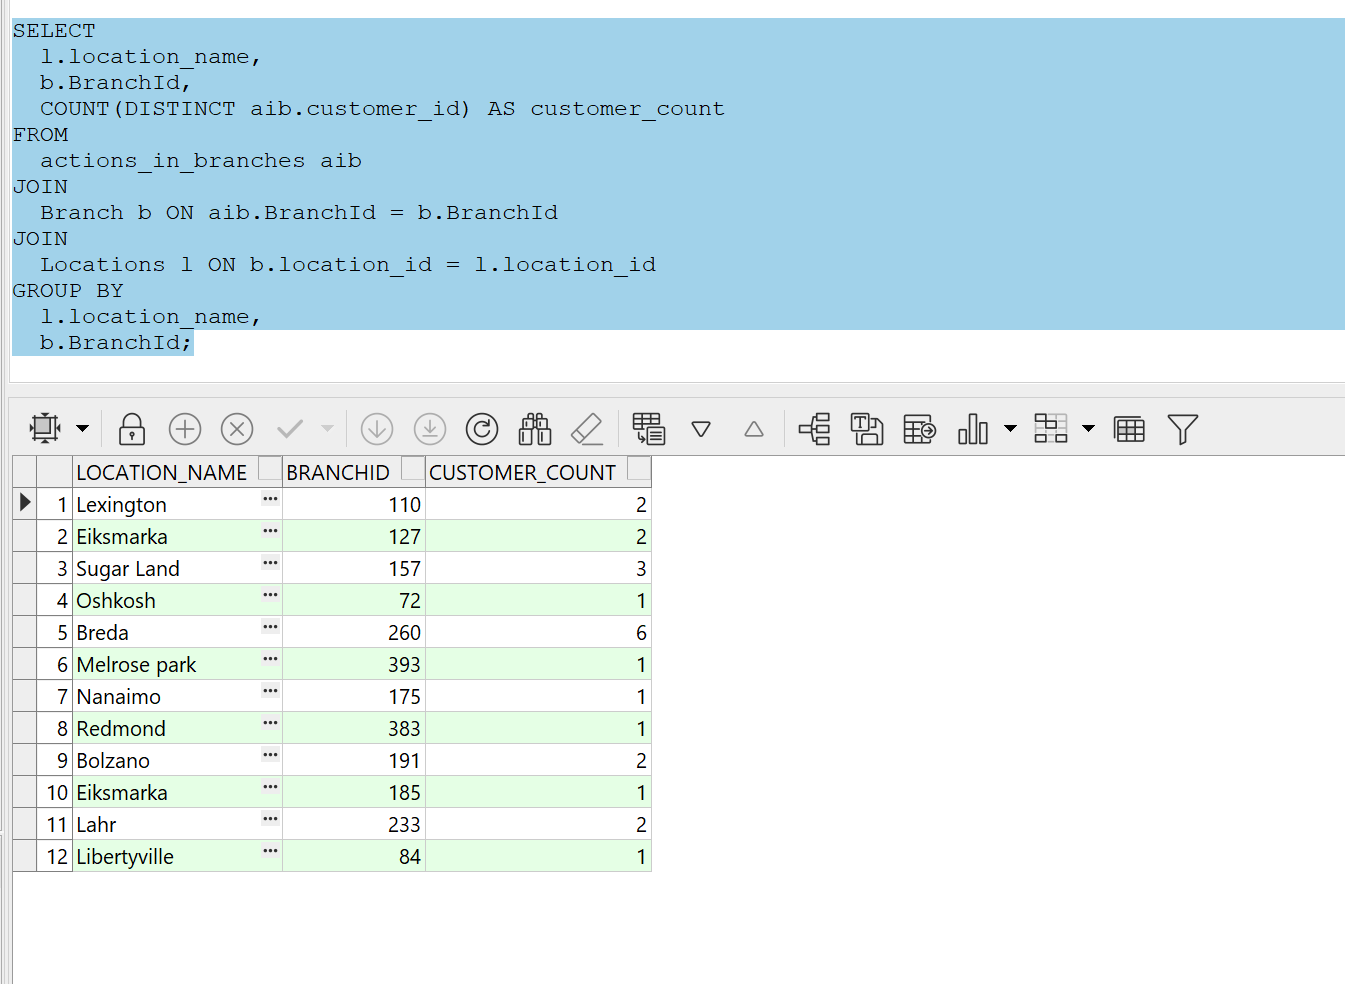 SELECT
l.location_name,
b.BranchId,
COUNT(DISTINCT aib.customer_id) AS customer_count
FROM
actions_in_branches aib
JOIN
Branch b ON aib.BranchId = b.BranchId
JOIN
Locations l ON b.location_id = l.location_id
GROUP BY
l.location_name,
b.BranchId;
LOCATION_NAME BRANCHID CUSTOMER_COUNT
1 Lexington ... 110 2
2 Eiksmarka ... 127 2
3 Sugar Land ... 157 3
4 Oshkosh ... 72 1
5 Breda ... 260 6
6 Melrose park ... 393 1
7 Nanaimo ... 175 1
8 Redmond ... 383 1
9 Bolzano ... 191 2
10 Eiksmarka ... 185 1
11 Lahr ... 233 2
12 Libertyville ... 84 1